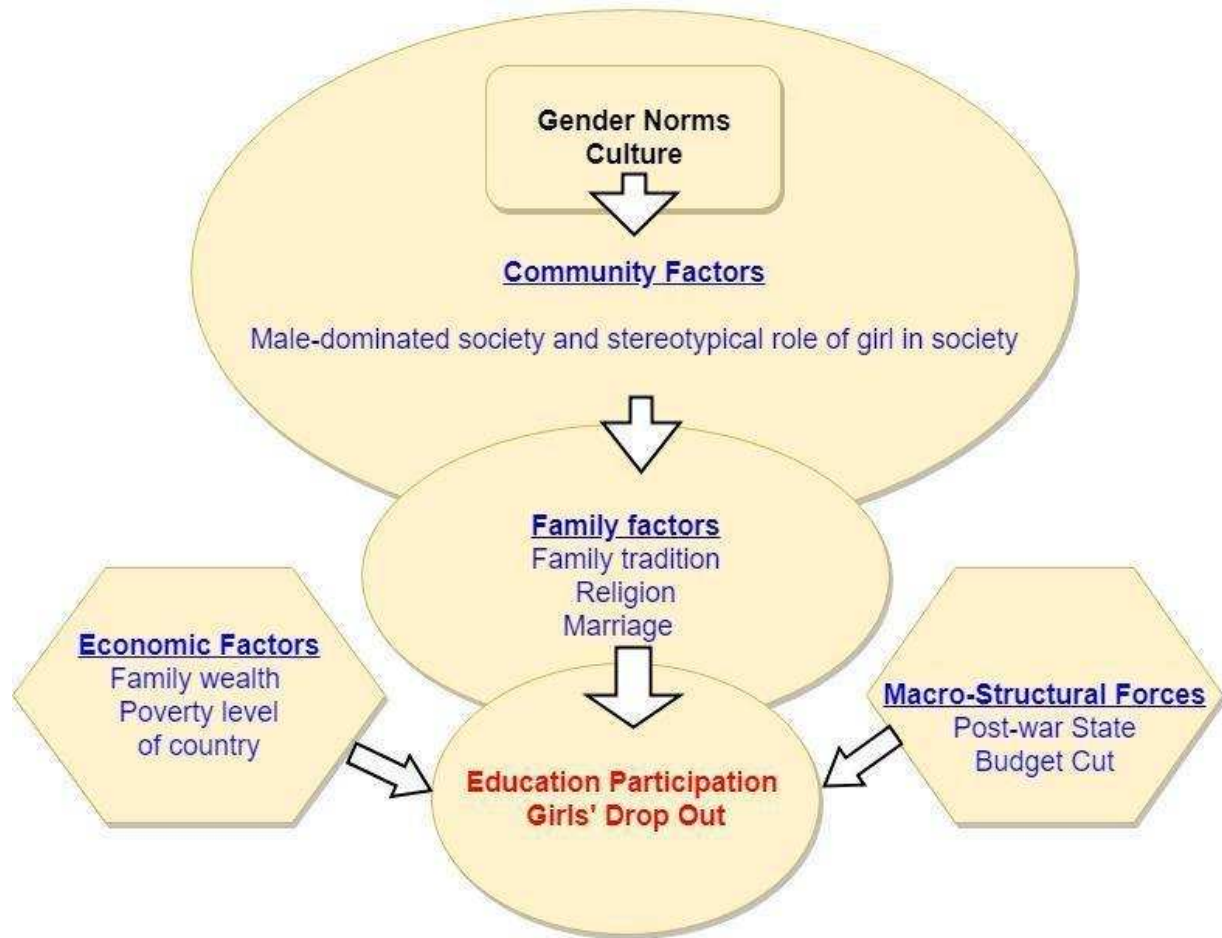 Gender Norms
Culture
Community Factors
Male-dominated society and stereotypical role of girl in society
Family factors
Family tradition
Religion
Marriage
Economic Factors
Family wealth
Poverty level
of country
Macro-Structural Forces
Post-war State
Budget Cut
Education Participation
Girls' Drop Out